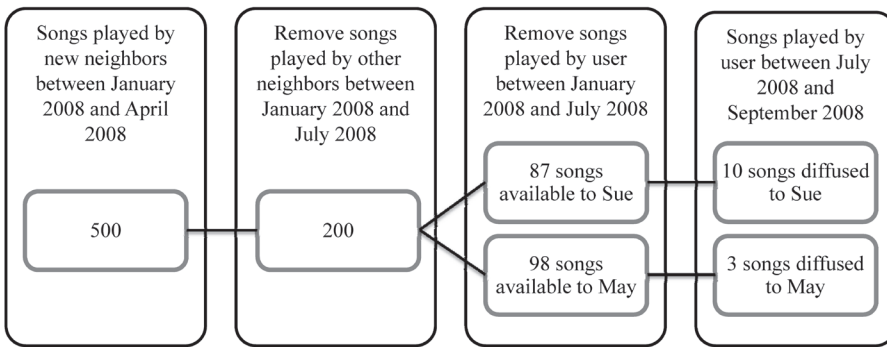 Songs played by
new neighbors
between January
2008 and April
2008
500
Remove songs
played by other
neighbors between
January 2008 and
July 2008
200
Remove songs
played by user
between January
2008 and July 2008
87 songs
available to Sue
98 songs
available to May
Songs played by
user between July
2008 and
September 2008
10 songs diffused
to Sue
3 songs diffused
to May